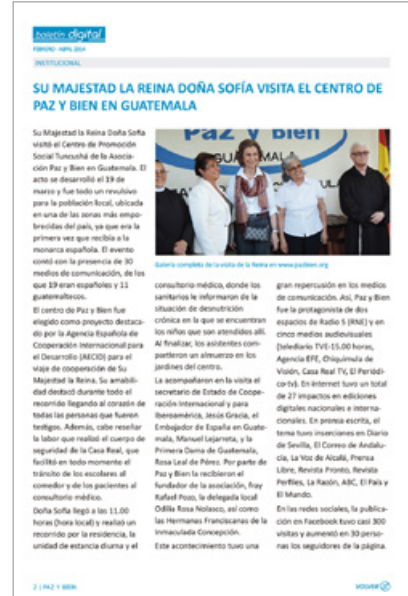 boletín digital
FEBRERO - ABRIL 2014
INSTITUCIONAL
SU MAJESTAD LA REINA DOÑA SOFÍA VISITA EL CENTRO DE
PAZ Y BIEN EN GUATEMALA
Su Majestad la Reina Doña Sofía
visitó el Centro de Promoción
Social Tuncushá de la Asocia-
ción Paz y Bien en Guatemala. El
acto se desarrolló el 19 de
marzo y fue todo un revulsivo
para la población local, ubicada
en una de las zonas más empo-
brecidas del país, ya que era la
primera vez que recibía a la
monarca española. El evento
contó con la presencia de 30
medios de comunicación, de los
que 19 eran españoles y 11
guatemaltecos.
El centro de Paz y Bien fue
elegido como proyecto destaca-
do por la Agencia Española de
Cooperación Internacional para
el Desarrollo (AECID) para el
viaje de cooperación de Su
Majestad la Reina. Su amabili-
dad destacó durante todo el
recorrido llegando al corazón de
todas las personas que fueron
testigos. Además, cabe reseñar
la labor que realizó el cuerpo de
seguridad de la Casa Real, que
facilitó en todo momento el
tránsito de los escolares al
comedor y de los pacientes al
consultorio médico.
Doña Sofía llegó a las 11.00
horas (hora local) y realizó un
recorrido por la residencia, la
unidad de estancia diurna y el
Paz y Bien
GUATEMALA
Galería completa de la visita de la Reina en www.pazbien.org
consultorio médico, donde los
sanitarios le informaron de la
situación de desnutrición
crónica en la que se encuentran
los niños que son atendidos allí.
Al finalizar, los asistentes com-
partieron un almuerzo en los
jardines del centro.
La acompañaron en la visita el
secretario de Estado de Coope-
ración Internacional y para
Iberoamérica, Jesús Gracia, el
Embajador de España en Guate-
mala, Manuel Lejarreta, y la
Primera Dama de Guatemala,
Rosa Leal de Pérez. Por parte de
Paz y Bien la recibieron el
fundador de la asociación, fray
Rafael Pozo, la delegada local
Odilia Rosa Nolasco, así como
las Hermanas Franciscanas de la
Inmaculada Concepción.
Este acontecimiento tuvo una
gran repercusión en los medios
de comunicación. Así, Paz y Bien
fue la protagonista de dos
espacios de Radio 5 (RNE) y en
cinco medios audiovisuales
(telediario TVE-15.00 horas,
Agencia EFE, Chiquimula de
Visión, Casa Real TV, El Periódi-
co-tv). En internet tuvo un total
de 27 impactos en ediciones
digitales nacionales e interna-
cionales. En prensa escrita, el
tema tuvo inserciones en Diario
de Sevilla, El Correo de Andalu-
cía, La Voz de Alcalá, Prensa
Libre, Revista Pronto, Revista
Perfiles, La Razón, ABC, El País y
El Mundo.
En las redes sociales, la publica-
ción en Facebook tuvo casi 300
visitas y aumentó en 30 perso-
nas los seguidores de la página.
2 | PAZ Y BIEN
VOLVER